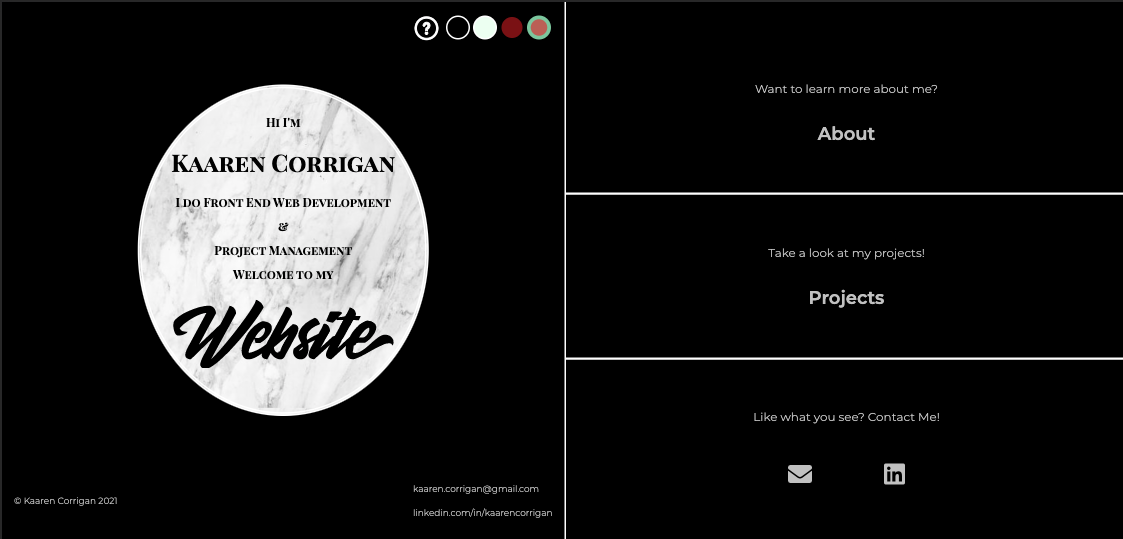 ?
Hi I'm
Kaaren Corrigan
I do Front End Web Development
&
Project Management
Welcome to my
Website
© Kaaren Corrigan 2021
kaaren.corrigan@gmail.com
linkedin.com/in/kaarencorrigan
Want to learn more about me?
About
Take a look at my projects!
Projects
Like what you see? Contact Me!
in